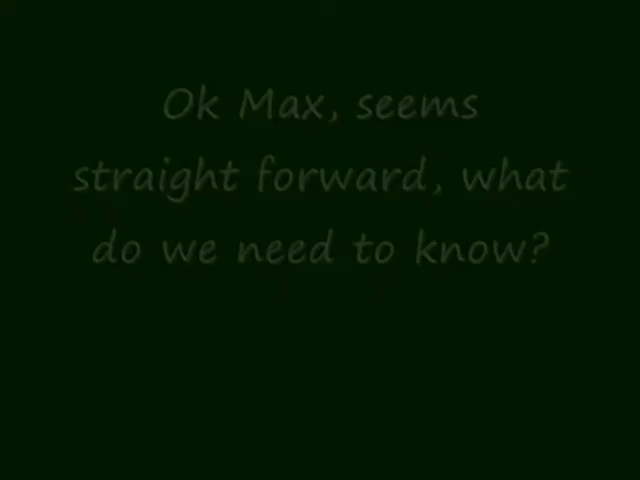 Ok Max, seems
straight forward, what
do we need to know?